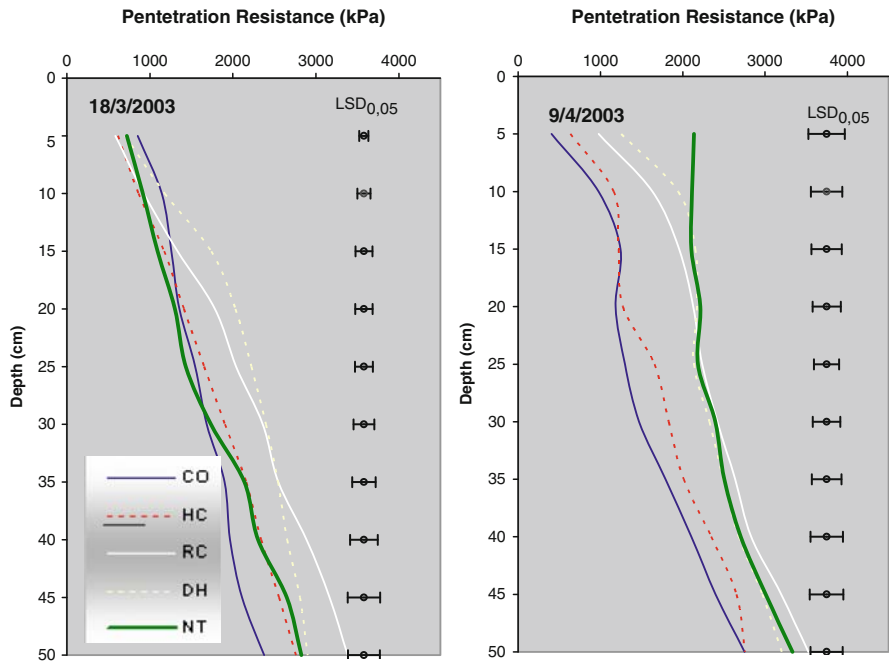 Pentetration Resistance (kPa)
0 1000 2000 3000 4000
0
5
10
15
20
25
30
35
40
45
50
Depth (cm)
18/3/2003
LSD0,05
CO
HC
RC
DH
NT
Pentetration Resistance (kPa)
0 1000 2000 3000 4000
0
5
10
15
20
25
30
35
40
45
50
Depth (cm)
9/4/2003
LSD0,05